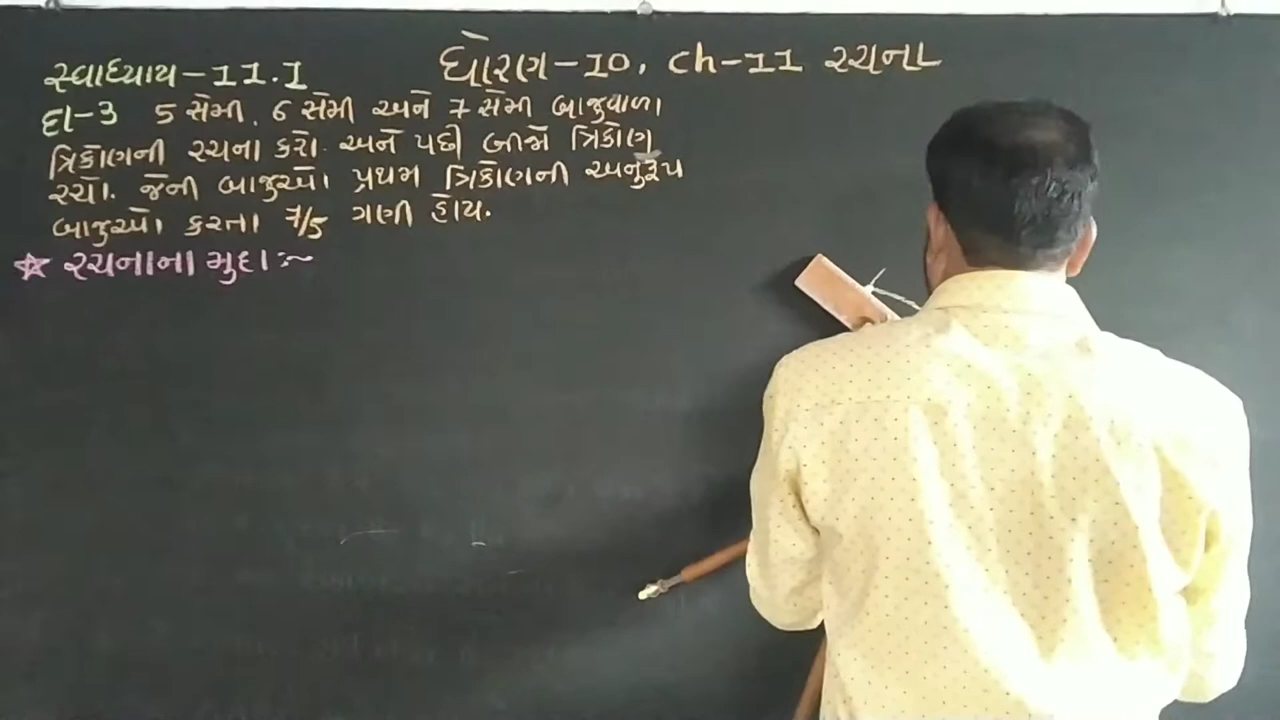 ધોરણ-10, ch-11 રચના
સ્વાધ્યાય-11.1
દા-3 5 સેમી, 6 સેમી અને 7 સેમી બાજુવાળા
ત્રિકોણની રચના કરો. અને પછી બીજો ત્રિકોણ
રચો. જેની બાજુઓ પ્રથમ ત્રિકોણની અનુરૂપ
બાજુઓ કરતા 7/5 ગણી હોય.
★ રચનાના મુદ્દા :~